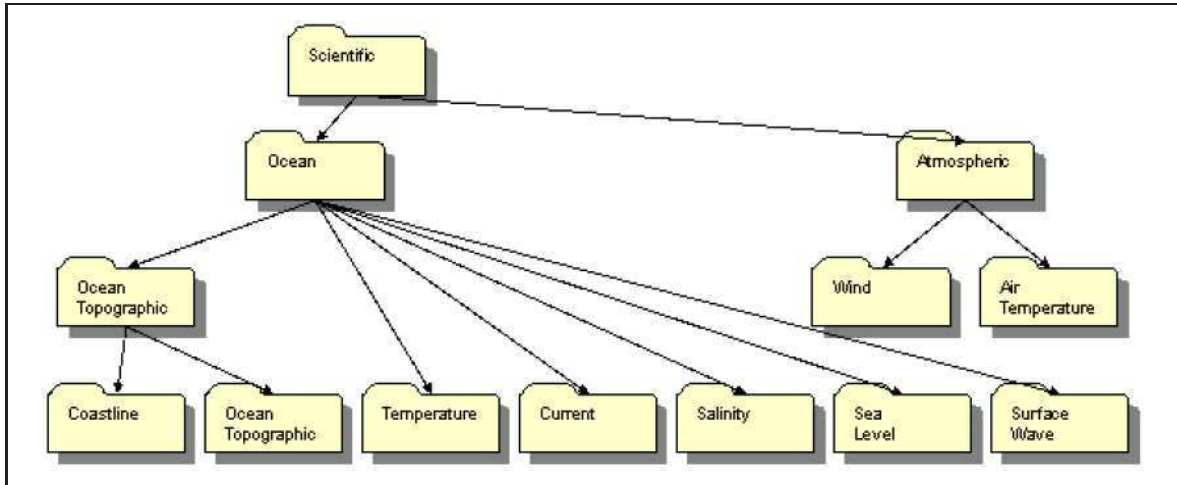 Scientific
Ocean
Atmospheric
Ocean
Topographic
Wind
Air
Temperature
Coastline
Ocean
Topographic
Temperature
Current
Salinity
Sea
Level
Surface
Wave